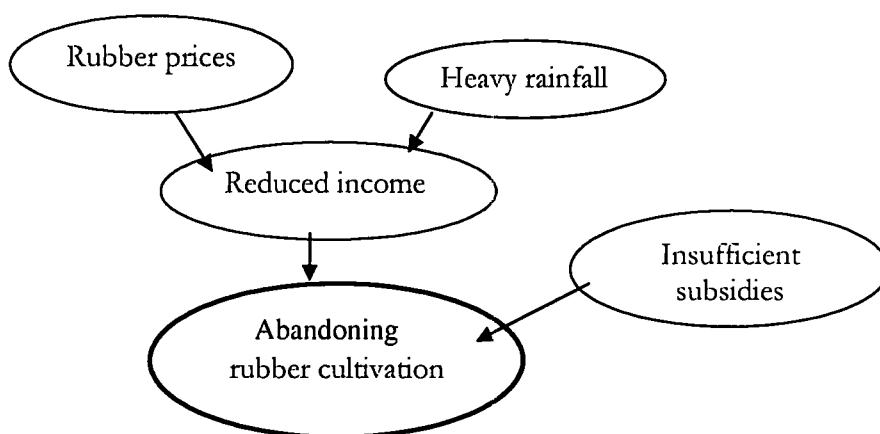 Rubber prices
Heavy rainfall
Reduced income
Insufficient
subsidies
Abandoning
rubber cultivation